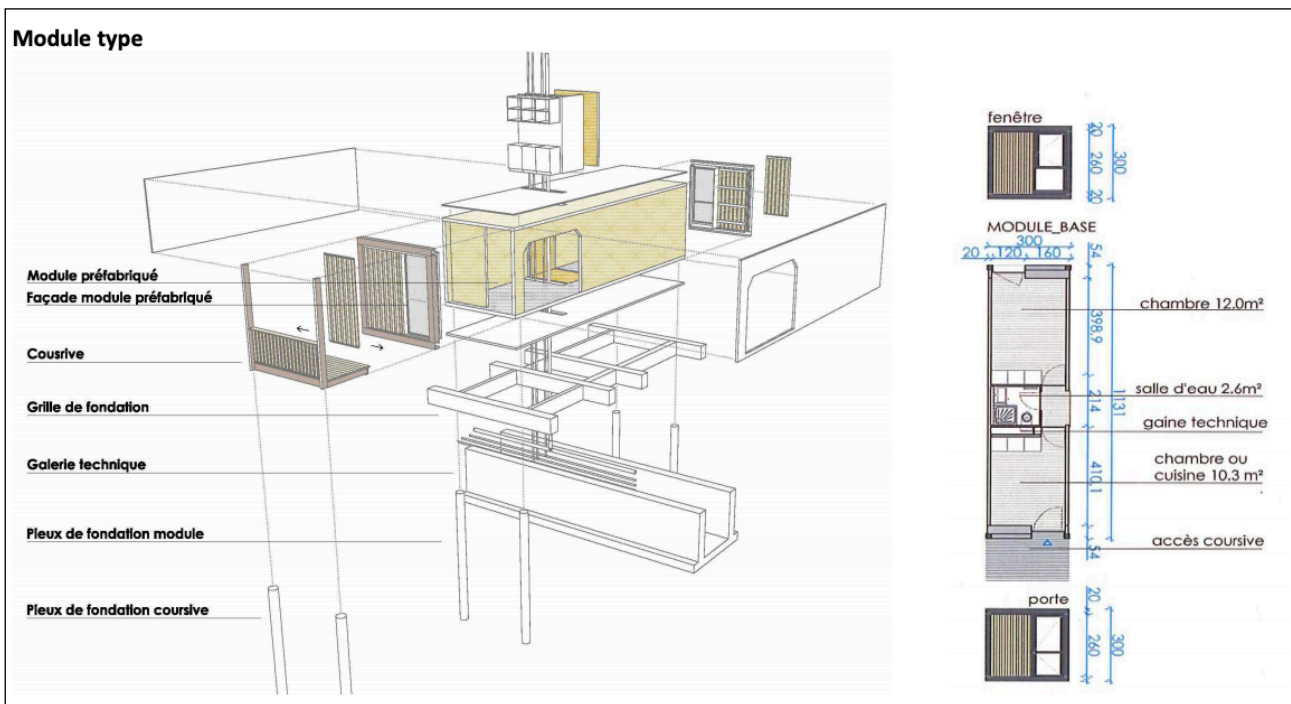 Module type
Module préfabriqué
Façade module préfabriqué
Cousrive
Grille de fondation
Galerie technique
Pleux de fondation module
Pleux de fondation coursive
fenêtre
20
260
300
20
MODULE_BASE
300
20 120 160
54
chambre 12.0m²
398.9
salle d'eau 2.6m²
214
1131
gaine technique
chambre ou
cuisine 10.3 m²
410.1
accès coursive
54
porte
20
260
300